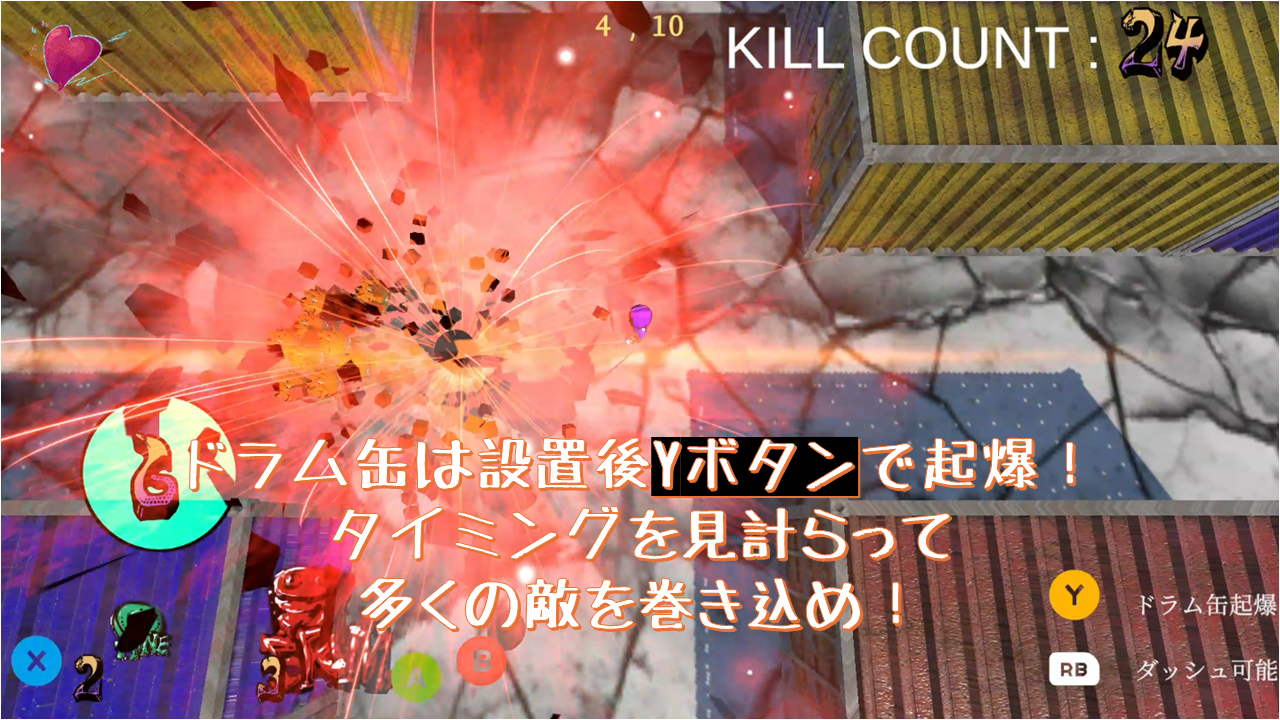 4 , 10
KILL COUNT : 24
ドラム缶は設置後Yボタンで起爆！
タイミングを見計らって
多くの敵を巻き込め！
Y ドラム缶起爆
RB ダッシュ可能
X 2
3 A B